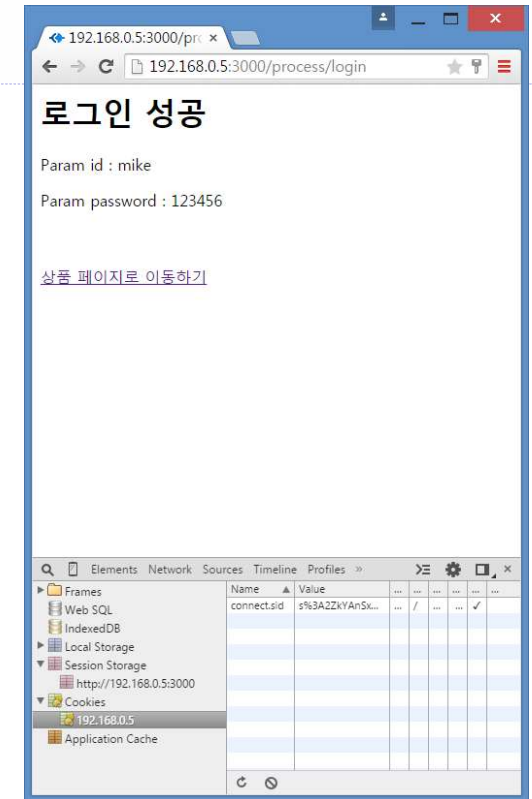 192.168.0.5:3000/pro
192.168.0.5:3000/process/login
로그인 성공
Param id : mike
Param password : 123456
상품 페이지로 이동하기
Elements Network Sources Timeline Profiles »
Name Value ... ... ... ... ... ...
connect.sid s%3A2ZkYAnSx... ... / ... ... ✓
Frames
Web SQL
IndexedDB
Local Storage
Session Storage
http://192.168.0.5:3000
Cookies
192.168.0.5
Application Cache